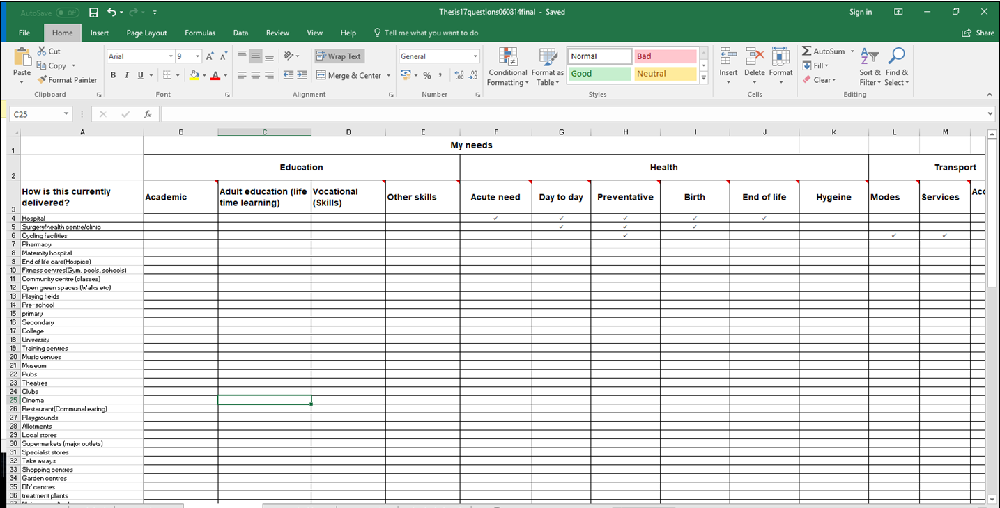 AutoSave Off Thesis17questions060814final - Saved Sign in
File Home Insert Page Layout Formulas Data Review View Help Tell me what you want to do Share
Paste Cut Copy Format Painter Clipboard
Arial 9 A A B I U A Font
Wrap Text Merge & Center Alignment
General % , .0 .00 .00 .0 Number
Conditional Formatting Format as Table Normal Bad Good Neutral Styles
Insert Delete Format Cells
AutoSum Fill Clear Sort & Filter Find & Select Editing
C25 fx
A B C D E F G H I J K L M
1 My needs
2 Education Health Transport
3 How is this currently delivered? Academic Adult education (life time learning) Vocational (Skills) Other skills Acute need Day to day Preventative Birth End of life Hygeine Modes Services
4 Hospital ✓ ✓ ✓ ✓ ✓
5 Surgery/health centre/clinic ✓ ✓ ✓
6 Cycling facilities ✓ ✓ ✓
7 Pharmacy
8 Maternity hospital
9 End of life care(Hospice)
10 Fitness centres(Gym, pools, schools)
11 Community centre (classes)
12 Open green spaces (Walks etc)
13 Playing fields
14 Pre-school
15 primary
16 Secondary
17 College
18 University
19 Training centres
20 Music venues
21 Museum
22 Pubs
23 Theatres
24 Clubs
25 Cinema
26 Restaurant(Communal eating)
27 Playgrounds
28 Allotments
29 Local stores
30 Supermarkets (major outlets)
31 Specialist stores
32 Take aways
33 Shopping centres
34 Garden centres
35 DIY centres
36 treatment plants